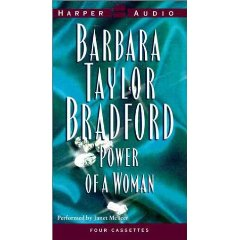 HARPER AUDIO
BARBARA
TAYLOR
BRADFORD
POWER
OF A WOMAN
Performed by Janet McTeer
FOUR CASSETTES